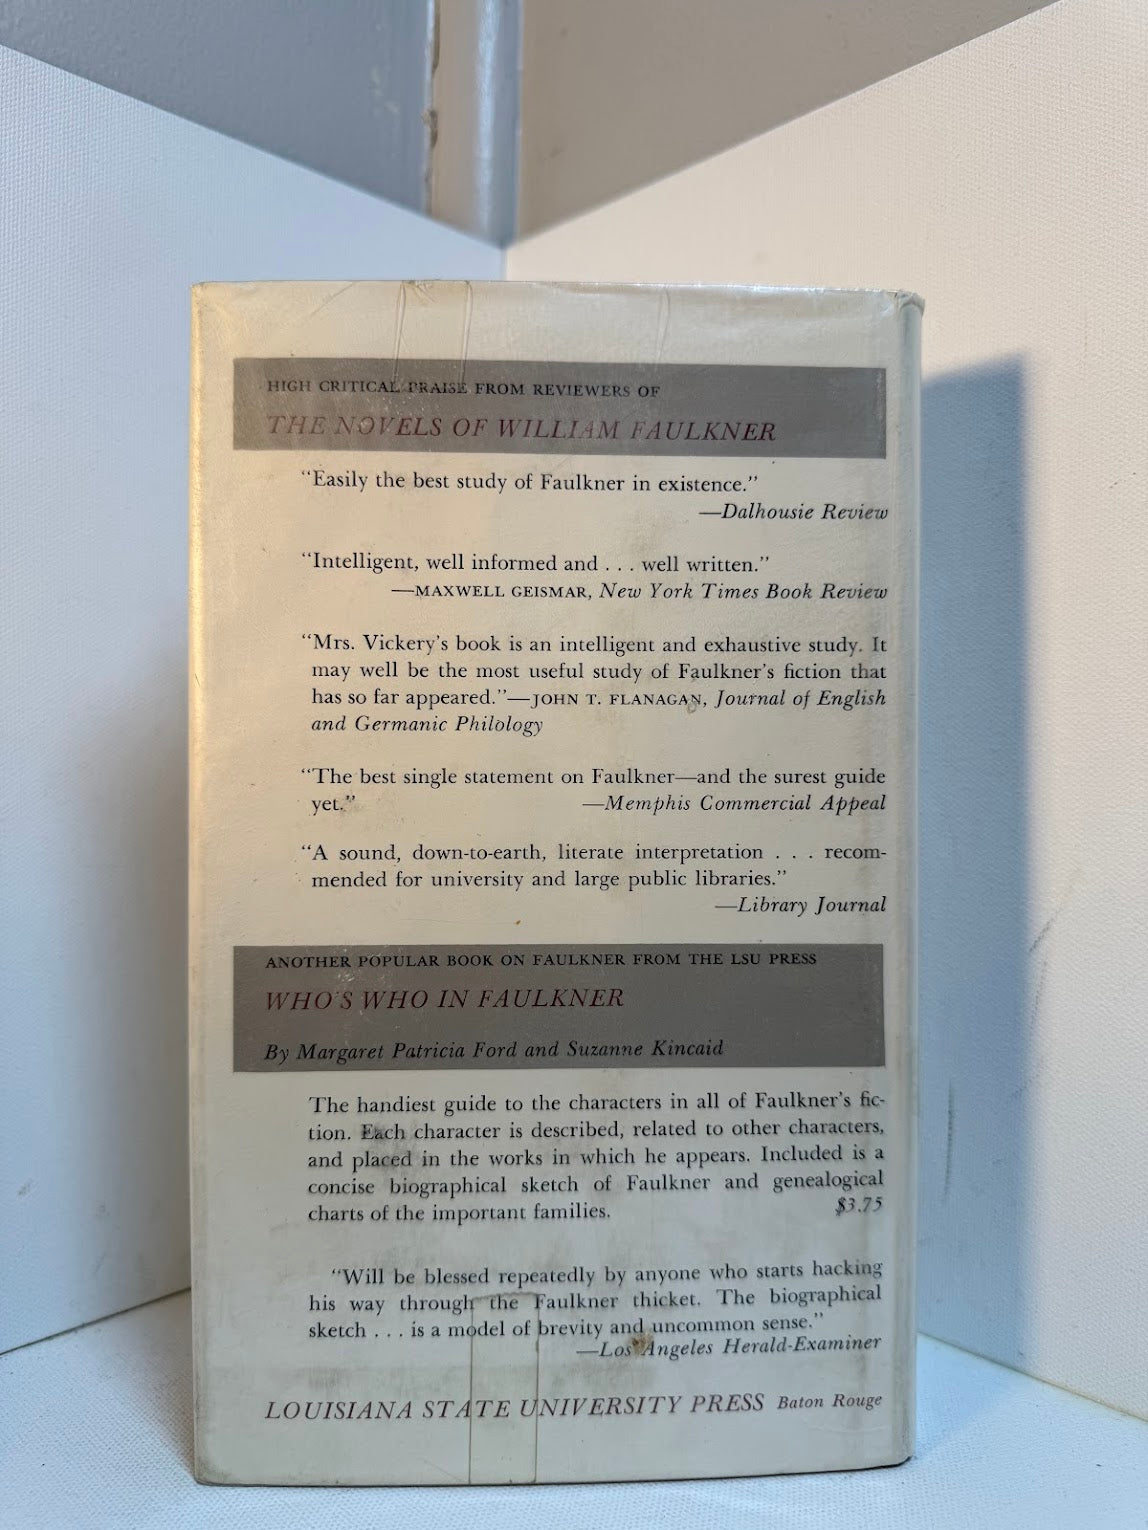 HIGH CRITICAL PRAISE FROM REVIEWERS OF
THE NOVELS OF WILLIAM FAULKNER
“Easily the best study of Faulkner in existence.”
—Dalhousie Review
“Intelligent, well informed and . . . well written.”
—MAXWELL GEISMAR, New York Times Book Review
“Mrs. Vickery’s book is an intelligent and exhaustive study. It
may well be the most useful study of Faulkner’s fiction that
has so far appeared.”—JOHN T. FLANAGAN, Journal of English
and Germanic Philology
“The best single statement on Faulkner—and the surest guide
yet.” —Memphis Commercial Appeal
“A sound, down-to-earth, literate interpretation . . . recom-
mended for university and large public libraries.”
—Library Journal
ANOTHER POPULAR BOOK ON FAULKNER FROM THE LSU PRESS
WHO’S WHO IN FAULKNER
By Margaret Patricia Ford and Suzanne Kincaid
The handiest guide to the characters in all of Faulkner’s fic-
tion. Each character is described, related to other characters,
and placed in the works in which he appears. Included is a
concise biographical sketch of Faulkner and genealogical
charts of the important families. $3.75
“Will be blessed repeatedly by anyone who starts hacking
his way through the Faulkner thicket. The biographical
sketch . . . is a model of brevity and uncommon sense.”
—Los Angeles Herald-Examiner
LOUISIANA STATE UNIVERSITY PRESS Baton Rouge